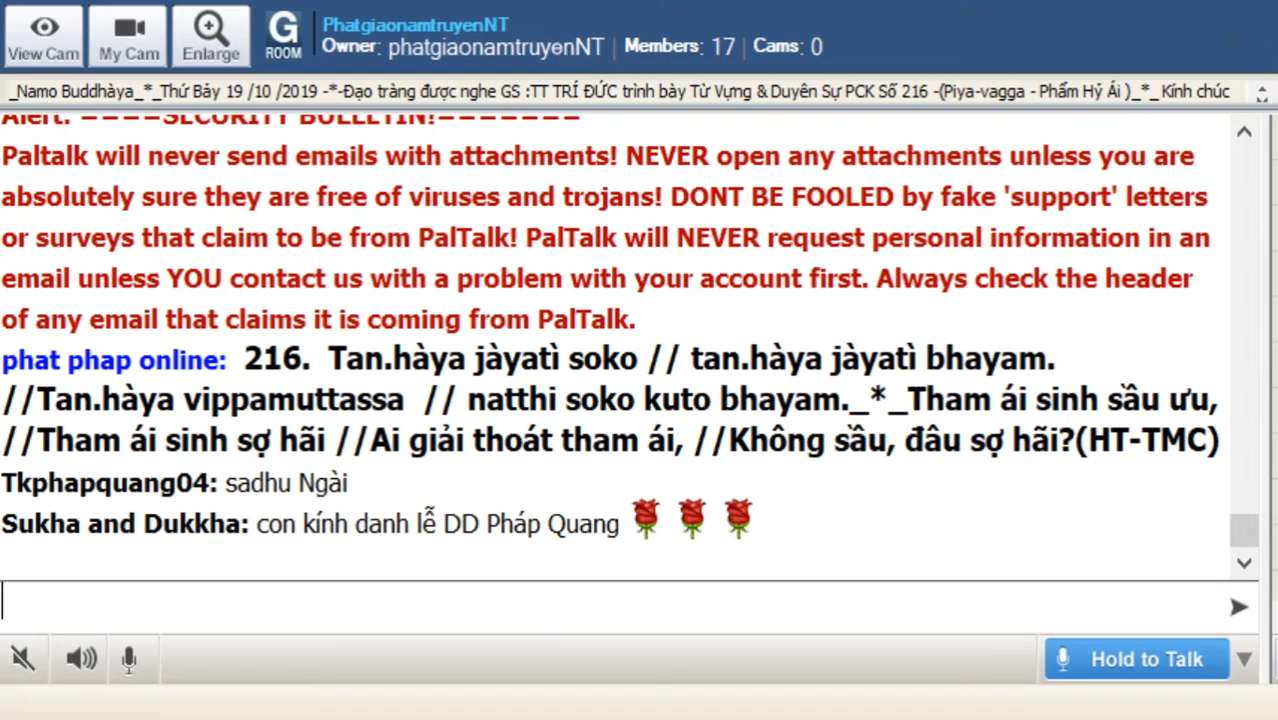 PhatgiaonamtruyenNT
View Cam
My Cam
Enlarge
G
ROOM
Owner: phatgiaonamtruyenNT | Members: 17 | Cams: 0
_Namo Buddhàya_*_Thứ Bảy 19 /10 /2019 -*-Đạo tràng được nghe GS :TT TRÍ ĐỨC trình bày Từ Vựng & Duyên Sự PCK Số 216 -(Piya-vagga - Phẩm Hỷ Ái )_*_ Kính chúc
Alert: ====SECURITY BULLETIN!=======
Paltalk will never send emails with attachments! NEVER open any attachments unless you are
absolutely sure they are free of viruses and trojans! DONT BE FOOLED by fake 'support' letters
or surveys that claim to be from PalTalk! PalTalk will NEVER request personal information in an
email unless YOU contact us with a problem with your account first. Always check the header
of any email that claims it is coming from PalTalk.
phat phap online: 216. Tan.hàya jàyatì soko // tan.hàya jàyatì bhayam.
//Tan.hàya vippamuttassa // natthi soko kuto bhayam._*_Tham ái sinh sầu ưu,
//Tham ái sinh sợ hãi //Ai giải thoát tham ái, //Không sầu, đâu sợ hãi?(HT-TMC)
Tkphapquang04: sadhu Ngài
Sukha and Dukkha: con kính danh lễ DD Pháp Quang
Hold to Talk